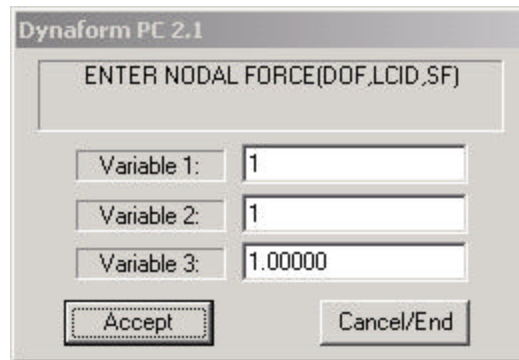 Dynaform PC 2.1
ENTER NODAL FORCE(DOF,LCID,SF)
Variable 1: 1
Variable 2: 1
Variable 3: 1.00000
Accept Cancel/End